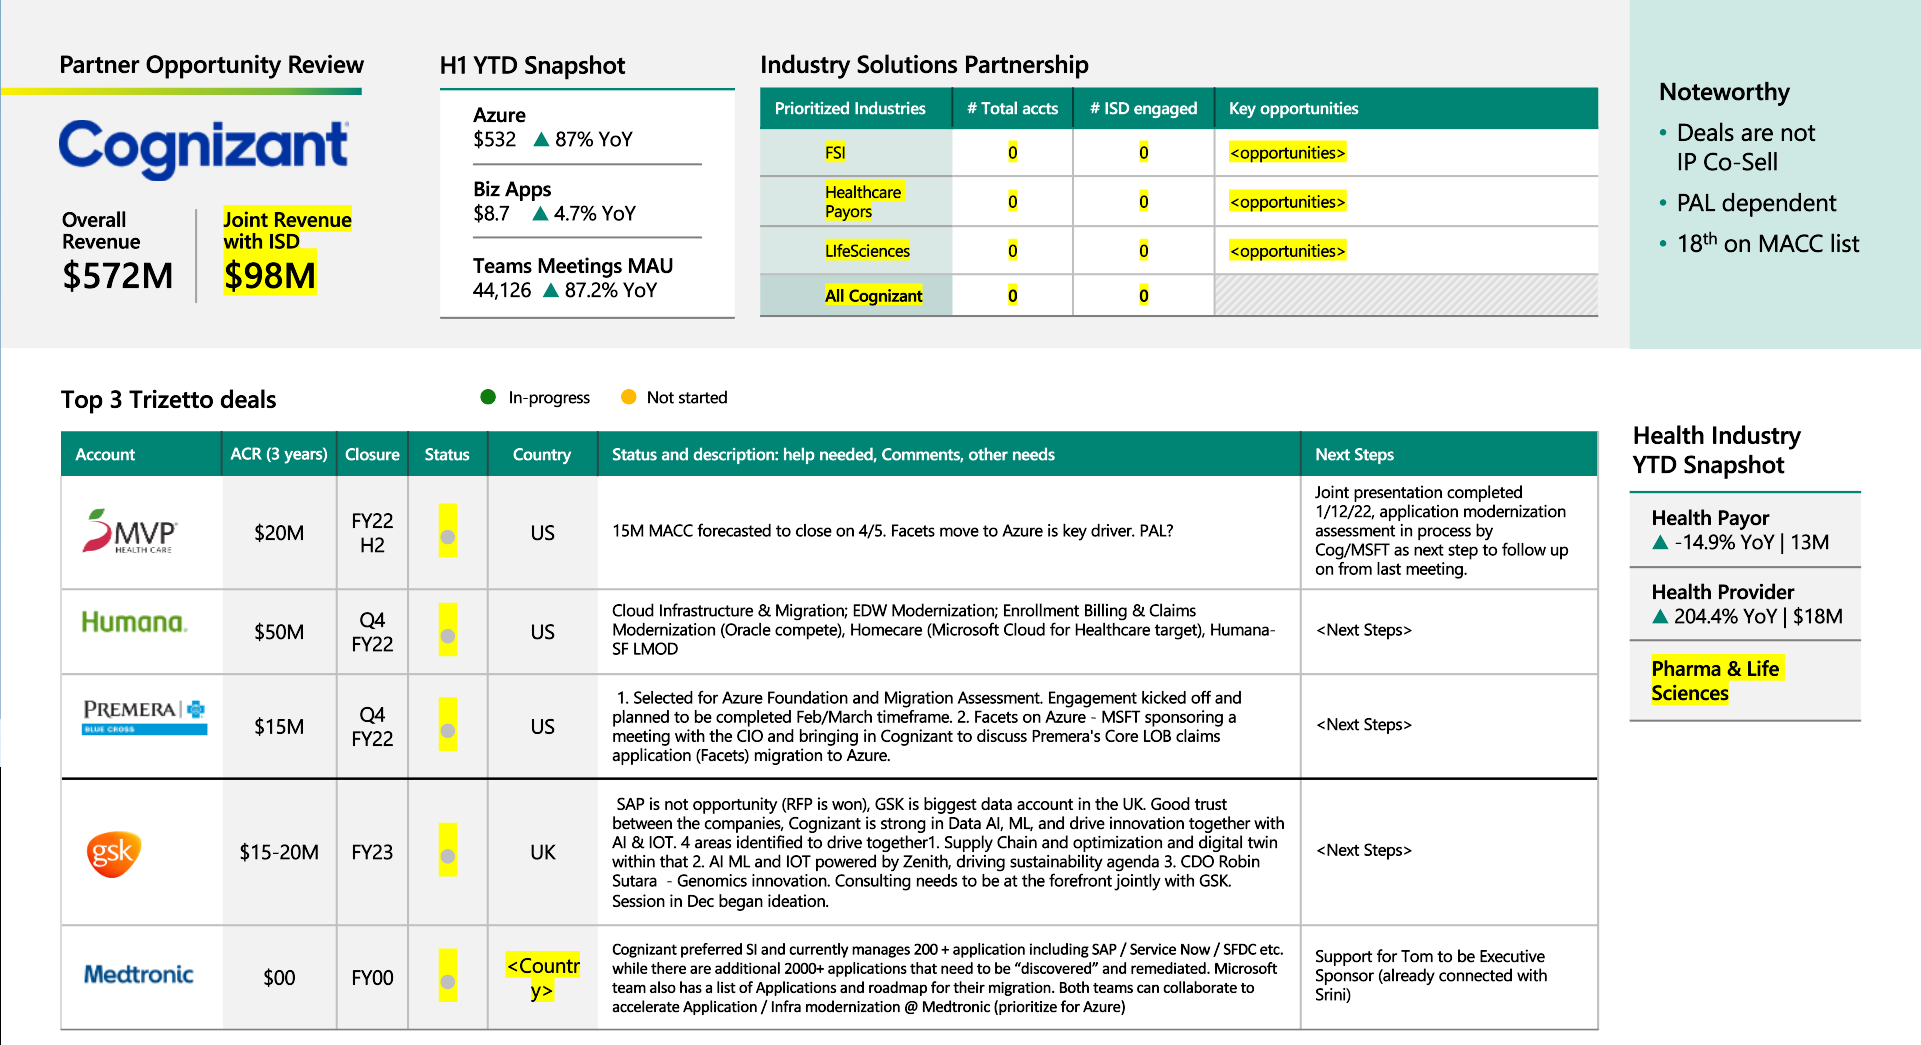 Partner Opportunity Review
Cognizant
Overall
Revenue
$572M
Joint Revenue
with ISD
$98M
H1 YTD Snapshot
Azure
$532 ▲ 87% YoY
Biz Apps
$8.7 ▲ 4.7% YoY
Teams Meetings MAU
44,126 ▲ 87.2% YoY
Industry Solutions Partnership
Prioritized Industries # Total accts # ISD engaged Key opportunities
FSI 0 0 <opportunities>
Healthcare
Payors 0 0 <opportunities>
LIfeSciences 0 0 <opportunities>
All Cognizant 0 0
Noteworthy
• Deals are not
IP Co-Sell
• PAL dependent
• 18th on MACC list
Top 3 Trizetto deals
In-progress Not started
Account ACR (3 years) Closure Status Country Status and description: help needed, Comments, other needs Next Steps
MVP
HEALTH CARE
$20M
FY22
H2
US
15M MACC forecasted to close on 4/5. Facets move to Azure is key driver. PAL?
Joint presentation completed
1/12/22, application modernization
assessment in process by
Cog/MSFT as next step to follow up
on from last meeting.
Humana.
$50M
Q4
FY22
US
Cloud Infrastructure & Migration; EDW Modernization; Enrollment Billing & Claims
Modernization (Oracle compete), Homecare (Microsoft Cloud for Healthcare target), Humana-
SF LMOD
<Next Steps>
PREMERA
BLUE CROSS
$15M
Q4
FY22
US
1. Selected for Azure Foundation and Migration Assessment. Engagement kicked off and
planned to be completed Feb/March timeframe. 2. Facets on Azure - MSFT sponsoring a
meeting with the CIO and bringing in Cognizant to discuss Premera's Core LOB claims
application (Facets) migration to Azure.
<Next Steps>
gsk
$15-20M
FY23
UK
SAP is not opportunity (RFP is won), GSK is biggest data account in the UK. Good trust
between the companies, Cognizant is strong in Data AI, ML, and drive innovation together with
AI & IOT. 4 areas identified to drive together1. Supply Chain and optimization and digital twin
within that 2. AI ML and IOT powered by Zenith, driving sustainability agenda 3. CDO Robin
Sutara - Genomics innovation. Consulting needs to be at the forefront jointly with GSK.
Session in Dec began ideation.
<Next Steps>
Medtronic
$00
FY00
<Countr
y>
Cognizant preferred SI and currently manages 200 + application including SAP / Service Now / SFDC etc.
while there are additional 2000+ applications that need to be “discovered” and remediated. Microsoft
team also has a list of Applications and roadmap for their migration. Both teams can collaborate to
accelerate Application / Infra modernization @ Medtronic (prioritize for Azure)
Support for Tom to be Executive
Sponsor (already connected with
Srini)
Health Industry
YTD Snapshot
Health Payor
▲ -14.9% YoY | 13M
Health Provider
▲ 204.4% YoY | $18M
Pharma & Life
Sciences